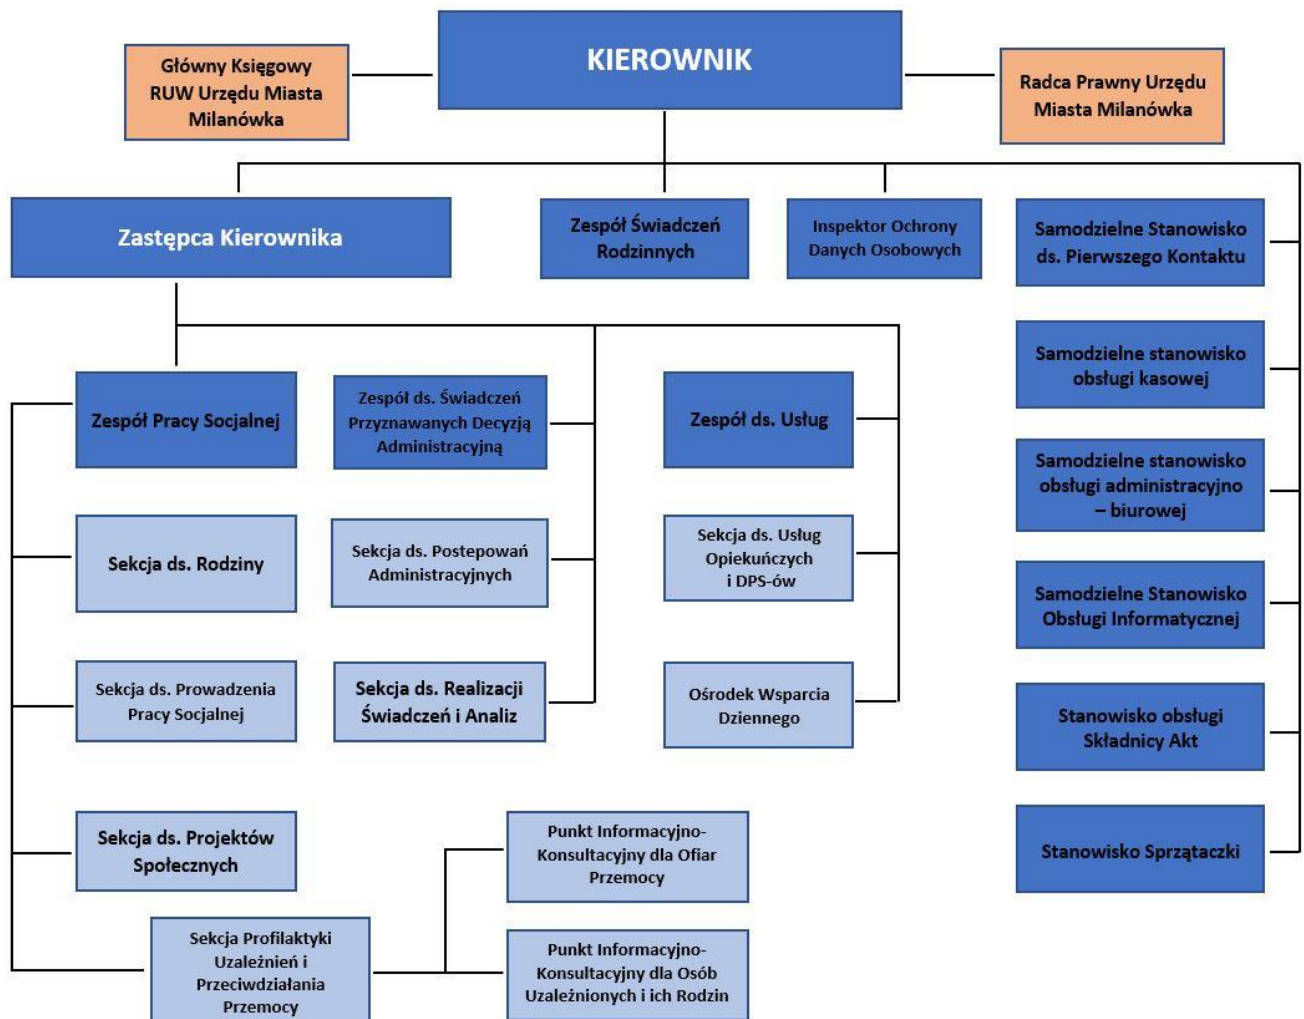 KIEROWNIK
Główny Księgowy
RUW Urzędu Miasta
Milanówka
Radca Prawny Urzędu
Miasta Milanówka
Zastępca Kierownika
Zespół Świadczeń
Rodzinnych
Inspektor Ochrony
Danych Osobowych
Samodzielne Stanowisko
ds. Pierwszego Kontaktu
Samodzielne stanowisko
obsługi kasowej
Samodzielne stanowisko
obsługi administracyjno
– biurowej
Samodzielne Stanowisko
Obsługi Informatycznej
Stanowisko obsługi
Składnicy Akt
Stanowisko Sprzątaczki
Zespół Pracy Socjalnej
Sekcja ds. Rodziny
Sekcja ds. Prowadzenia
Pracy Socjalnej
Sekcja ds. Projektów
Społecznych
Sekcja Profilaktyki
Uzależnień i
Przeciwdziałania
Przemocy
Punkt Informacyjno-
Konsultacyjny dla Ofiar
Przemocy
Punkt Informacyjno-
Konsultacyjny dla Osób
Uzależnionych i ich Rodzin
Zespół ds. Świadczeń
Przyznawanych Decyzją
Administracyjną
Sekcja ds. Postepowań
Administracyjnych
Sekcja ds. Realizacji
Świadczeń i Analiz
Zespół ds. Usług
Sekcja ds. Usług
Opiekuńczych
i DPS-ów
Ośrodek Wsparcia
Dziennego